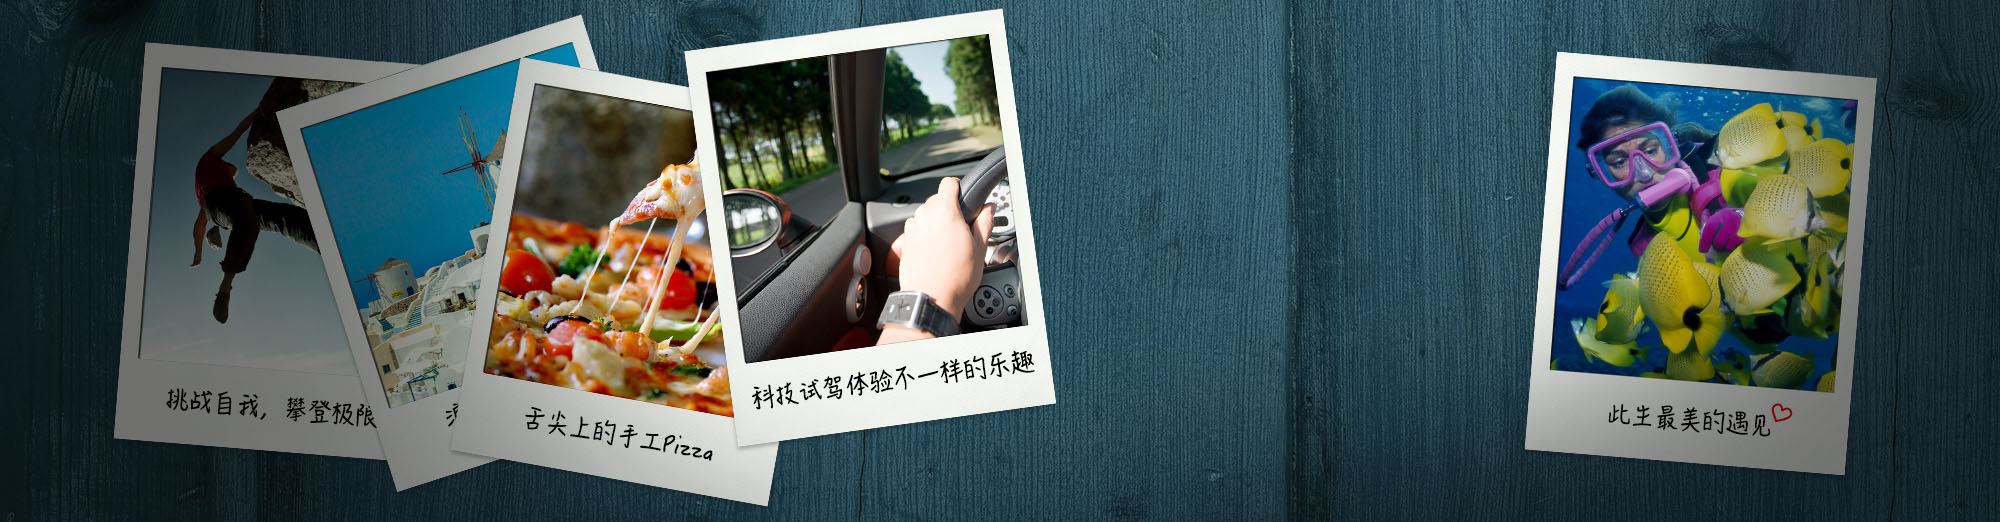 挑战自我，攀登极限
舌尖上的手工Pizza
科技试驾体验不一样的乐趣
此生最美的遇见